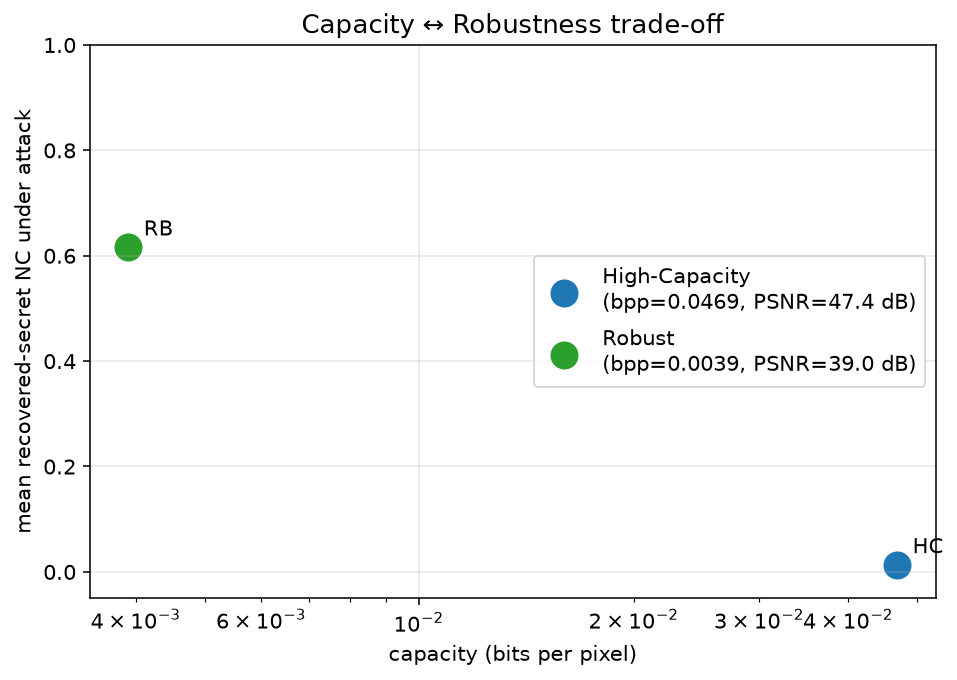 Capacity ↔ Robustness trade-off
mean recovered-secret NC under attack
1.0
0.8
0.6
0.4
0.2
0.0
RB
High-Capacity
(bpp=0.0469, PSNR=47.4 dB)
Robust
(bpp=0.0039, PSNR=39.0 dB)
HC
4 × 10⁻³
6 × 10⁻³
10⁻²
2 × 10⁻²
3 × 10⁻²
4 × 10⁻²
capacity (bits per pixel)